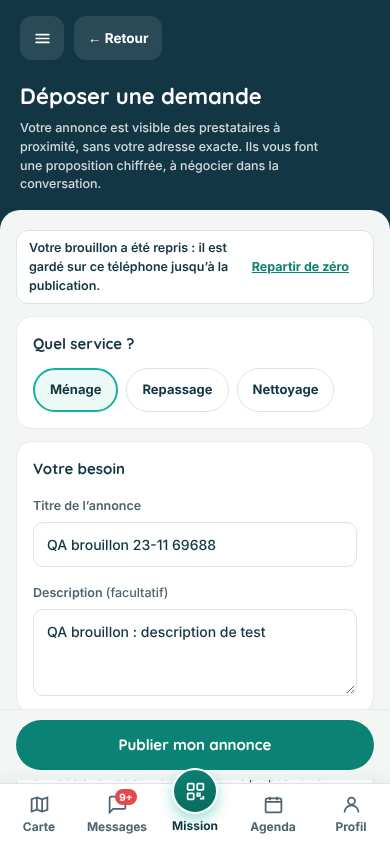 ← Retour
Déposer une demande
Votre annonce est visible des prestataires à
proximité, sans votre adresse exacte. Ils vous font
une proposition chiffrée, à négocier dans la
conversation.
Votre brouillon a été repris : il est
gardé sur ce téléphone jusqu’à la
publication.
Repartir de zéro
Quel service ?
Ménage
Repassage
Nettoyage
Votre besoin
Titre de l’annonce
QA brouillon 23-11 69688
Description (facultatif)
QA brouillon : description de test
Publier mon annonce
9+
Carte
Messages
Mission
Agenda
Profil